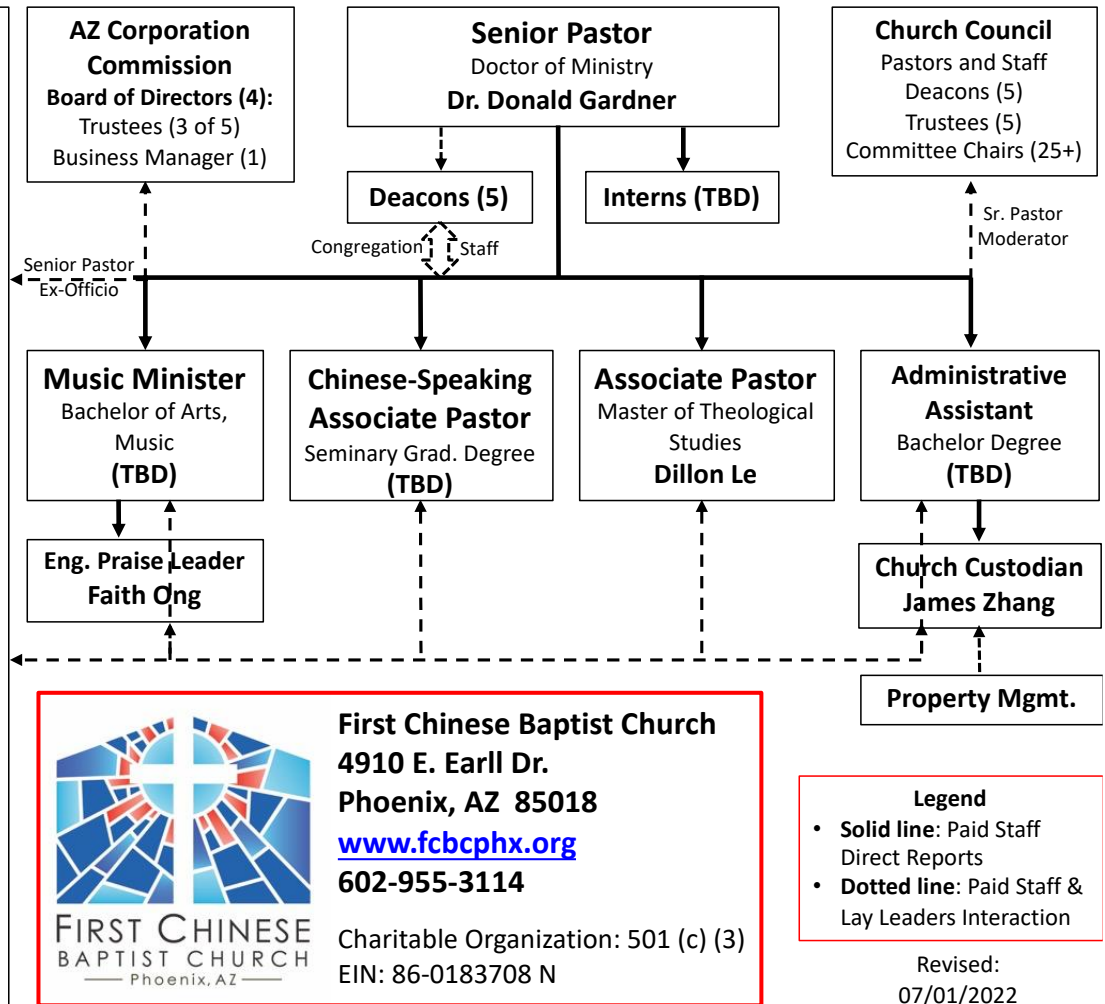 AZ Corporation
Commission
Board of Directors (4):
Trustees (3 of 5)
Business Manager (1)
Senior Pastor
Doctor of Ministry
Dr. Donald Gardner
Church Council
Pastors and Staff
Deacons (5)
Trustees (5)
Committee Chairs (25+)
Deacons (5)
Interns (TBD)
Congregation
Staff
Sr. Pastor
Moderator
Senior Pastor
Ex-Officio
Music Minister
Bachelor of Arts,
Music
(TBD)
Chinese-Speaking
Associate Pastor
Seminary Grad. Degree
(TBD)
Associate Pastor
Master of Theological
Studies
Dillon Le
Administrative
Assistant
Bachelor Degree
(TBD)
Eng. Praise Leader
Faith Ong
Church Custodian
James Zhang
Property Mgmt.
FIRST CHINESE
BAPTIST CHURCH
Phoenix, AZ
First Chinese Baptist Church
4910 E. Earll Dr.
Phoenix, AZ 85018
www.fcbcphx.org
602-955-3114
Charitable Organization: 501 (c) (3)
EIN: 86-0183708 N
Legend
• Solid line: Paid Staff
Direct Reports
• Dotted line: Paid Staff &
Lay Leaders Interaction
Revised:
07/01/2022